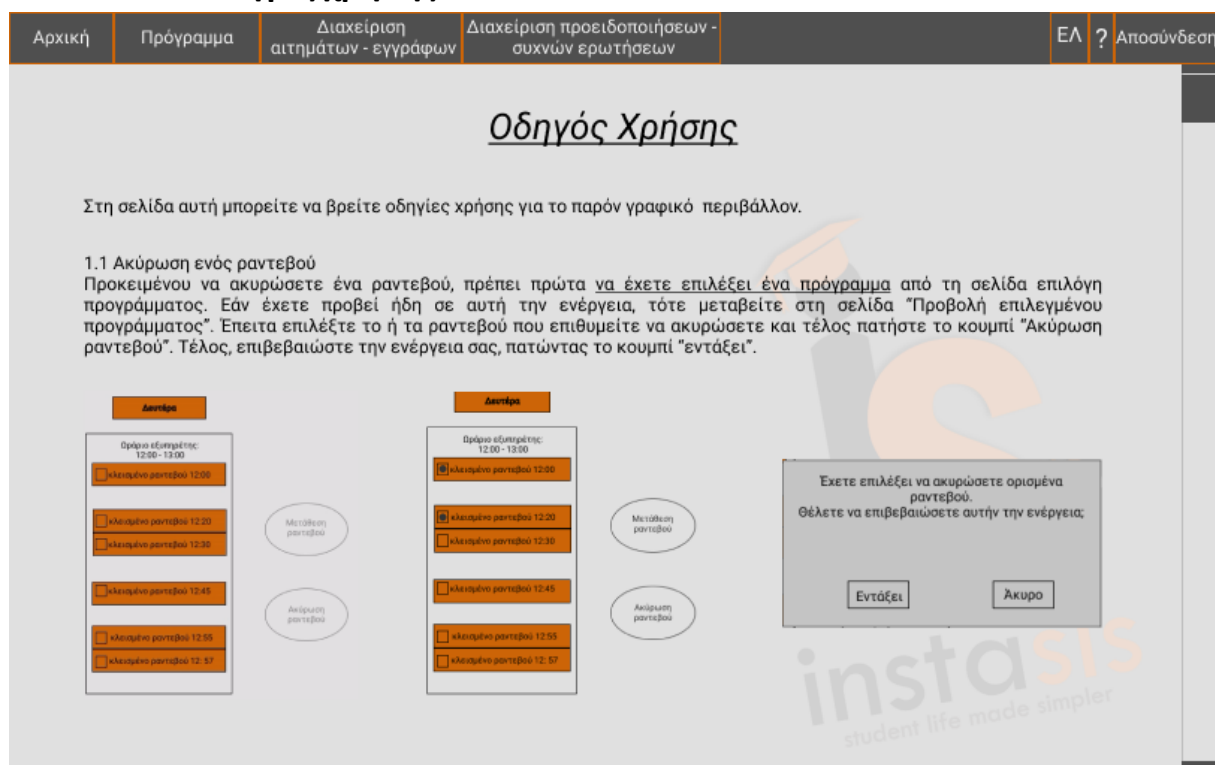 Αρχική
Πρόγραμμα
Διαχείριση
αιτημάτων - εγγράφων
Διαχείριση προειδοποιήσεων -
συχνών ερωτήσεων
ΕΛ
?
Αποσύνδεση
Οδηγός Χρήσης
Στη σελίδα αυτή μπορείτε να βρείτε οδηγίες χρήσης για το παρόν γραφικό περιβάλλον.
1.1 Ακύρωση ενός ραντεβού
Προκειμένου να ακυρώσετε ένα ραντεβού, πρέπει πρώτα να έχετε επιλέξει ένα πρόγραμμα από τη σελίδα επιλόγη
προγράμματος. Εάν έχετε προβεί ήδη σε αυτή την ενέργεια, τότε μεταβείτε στη σελίδα “Προβολή επιλεγμένου
προγράμματος”. Έπειτα επιλέξτε το ή τα ραντεβού που επιθυμείτε να ακυρώσετε και τέλος πατήστε το κουμπί “Ακύρωση
ραντεβού”. Τέλος, επιβεβαιώστε την ενέργεια σας, πατώντας το κουμπί “εντάξει”.
Δευτέρα
Ωράριο εξυπηρέτης:
12:00 - 13:00
κλεισμένο ραντεβού 12:00
κλεισμένο ραντεβού 12:20
κλεισμένο ραντεβού 12:30
κλεισμένο ραντεβού 12:45
κλεισμένο ραντεβού 12:55
κλεισμένο ραντεβού 12: 57
Μετάθεση
ραντεβού
Ακύρωση
ραντεβού
Δευτέρα
Ωράριο εξυπηρέτης:
12:00 - 13:00
κλεισμένο ραντεβού 12:00
κλεισμένο ραντεβού 12:20
κλεισμένο ραντεβού 12:30
κλεισμένο ραντεβού 12:45
κλεισμένο ραντεβού 12:55
κλεισμένο ραντεβού 12: 57
Μετάθεση
ραντεβού
Ακύρωση
ραντεβού
Έχετε επιλέξει να ακυρώσετε ορισμένα
ραντεβού.
Θέλετε να επιβεβαιώσετε αυτήν την ενέργεια;
Εντάξει
Άκυρο
instasis
student life made simpler